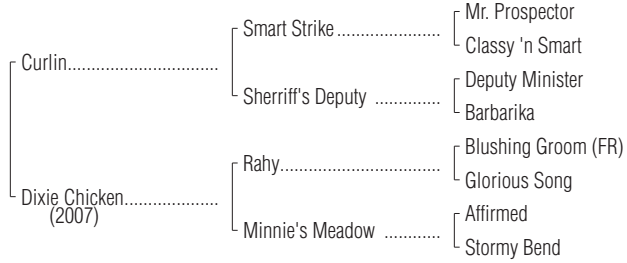 Mr. Prospector
Smart Strike ..................
Classy 'n Smart
Curlin..........................
Deputy Minister
Sherriff's Deputy ..............
Barbarika
Blushing Groom (FR)
Rahy............................
Glorious Song
Dixie Chicken...................
(2007)
Affirmed
Minnie's Meadow ............
Stormy Bend